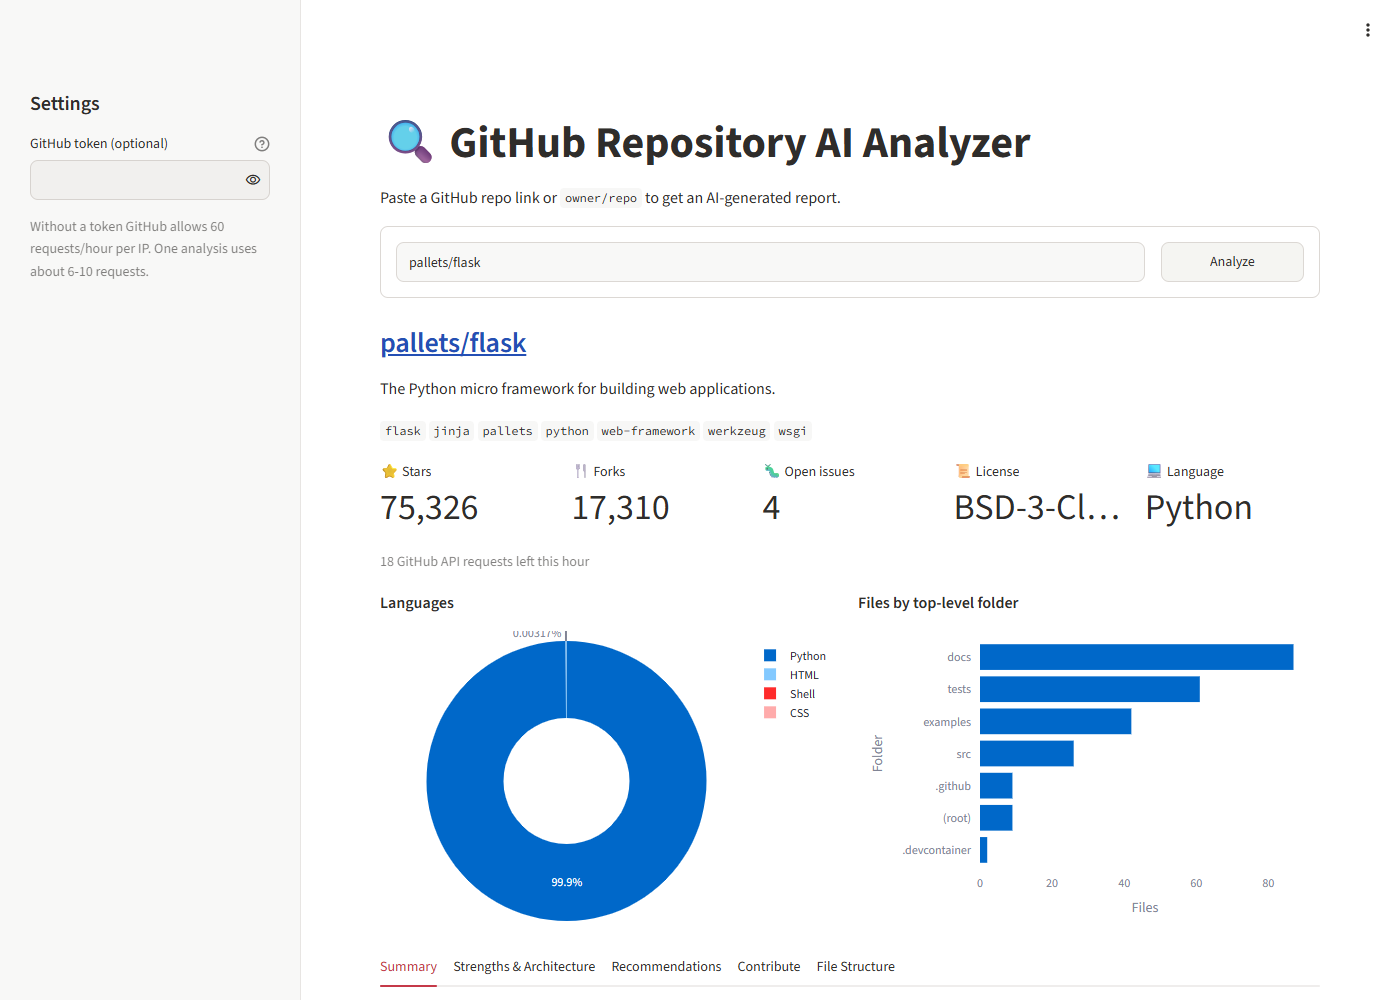 Settings
GitHub token (optional)
Without a token GitHub allows 60
requests/hour per IP. One analysis uses
about 6-10 requests.
GitHub Repository AI Analyzer
Paste a GitHub repo link or owner/repo to get an AI-generated report.
pallets/flask
Analyze
pallets/flask
The Python micro framework for building web applications.
flask jinja pallets python web-framework werkzeug wsgi
Stars
75,326
Forks
17,310
Open issues
4
License
BSD-3-Cl…
Language
Python
18 GitHub API requests left this hour
Languages
0.00317%
99.9%
Python
HTML
Shell
CSS
Files by top-level folder
Folder
docs
tests
examples
src
.github
(root)
.devcontainer
0 20 40 60 80
Files
Summary Strengths & Architecture Recommendations Contribute File Structure